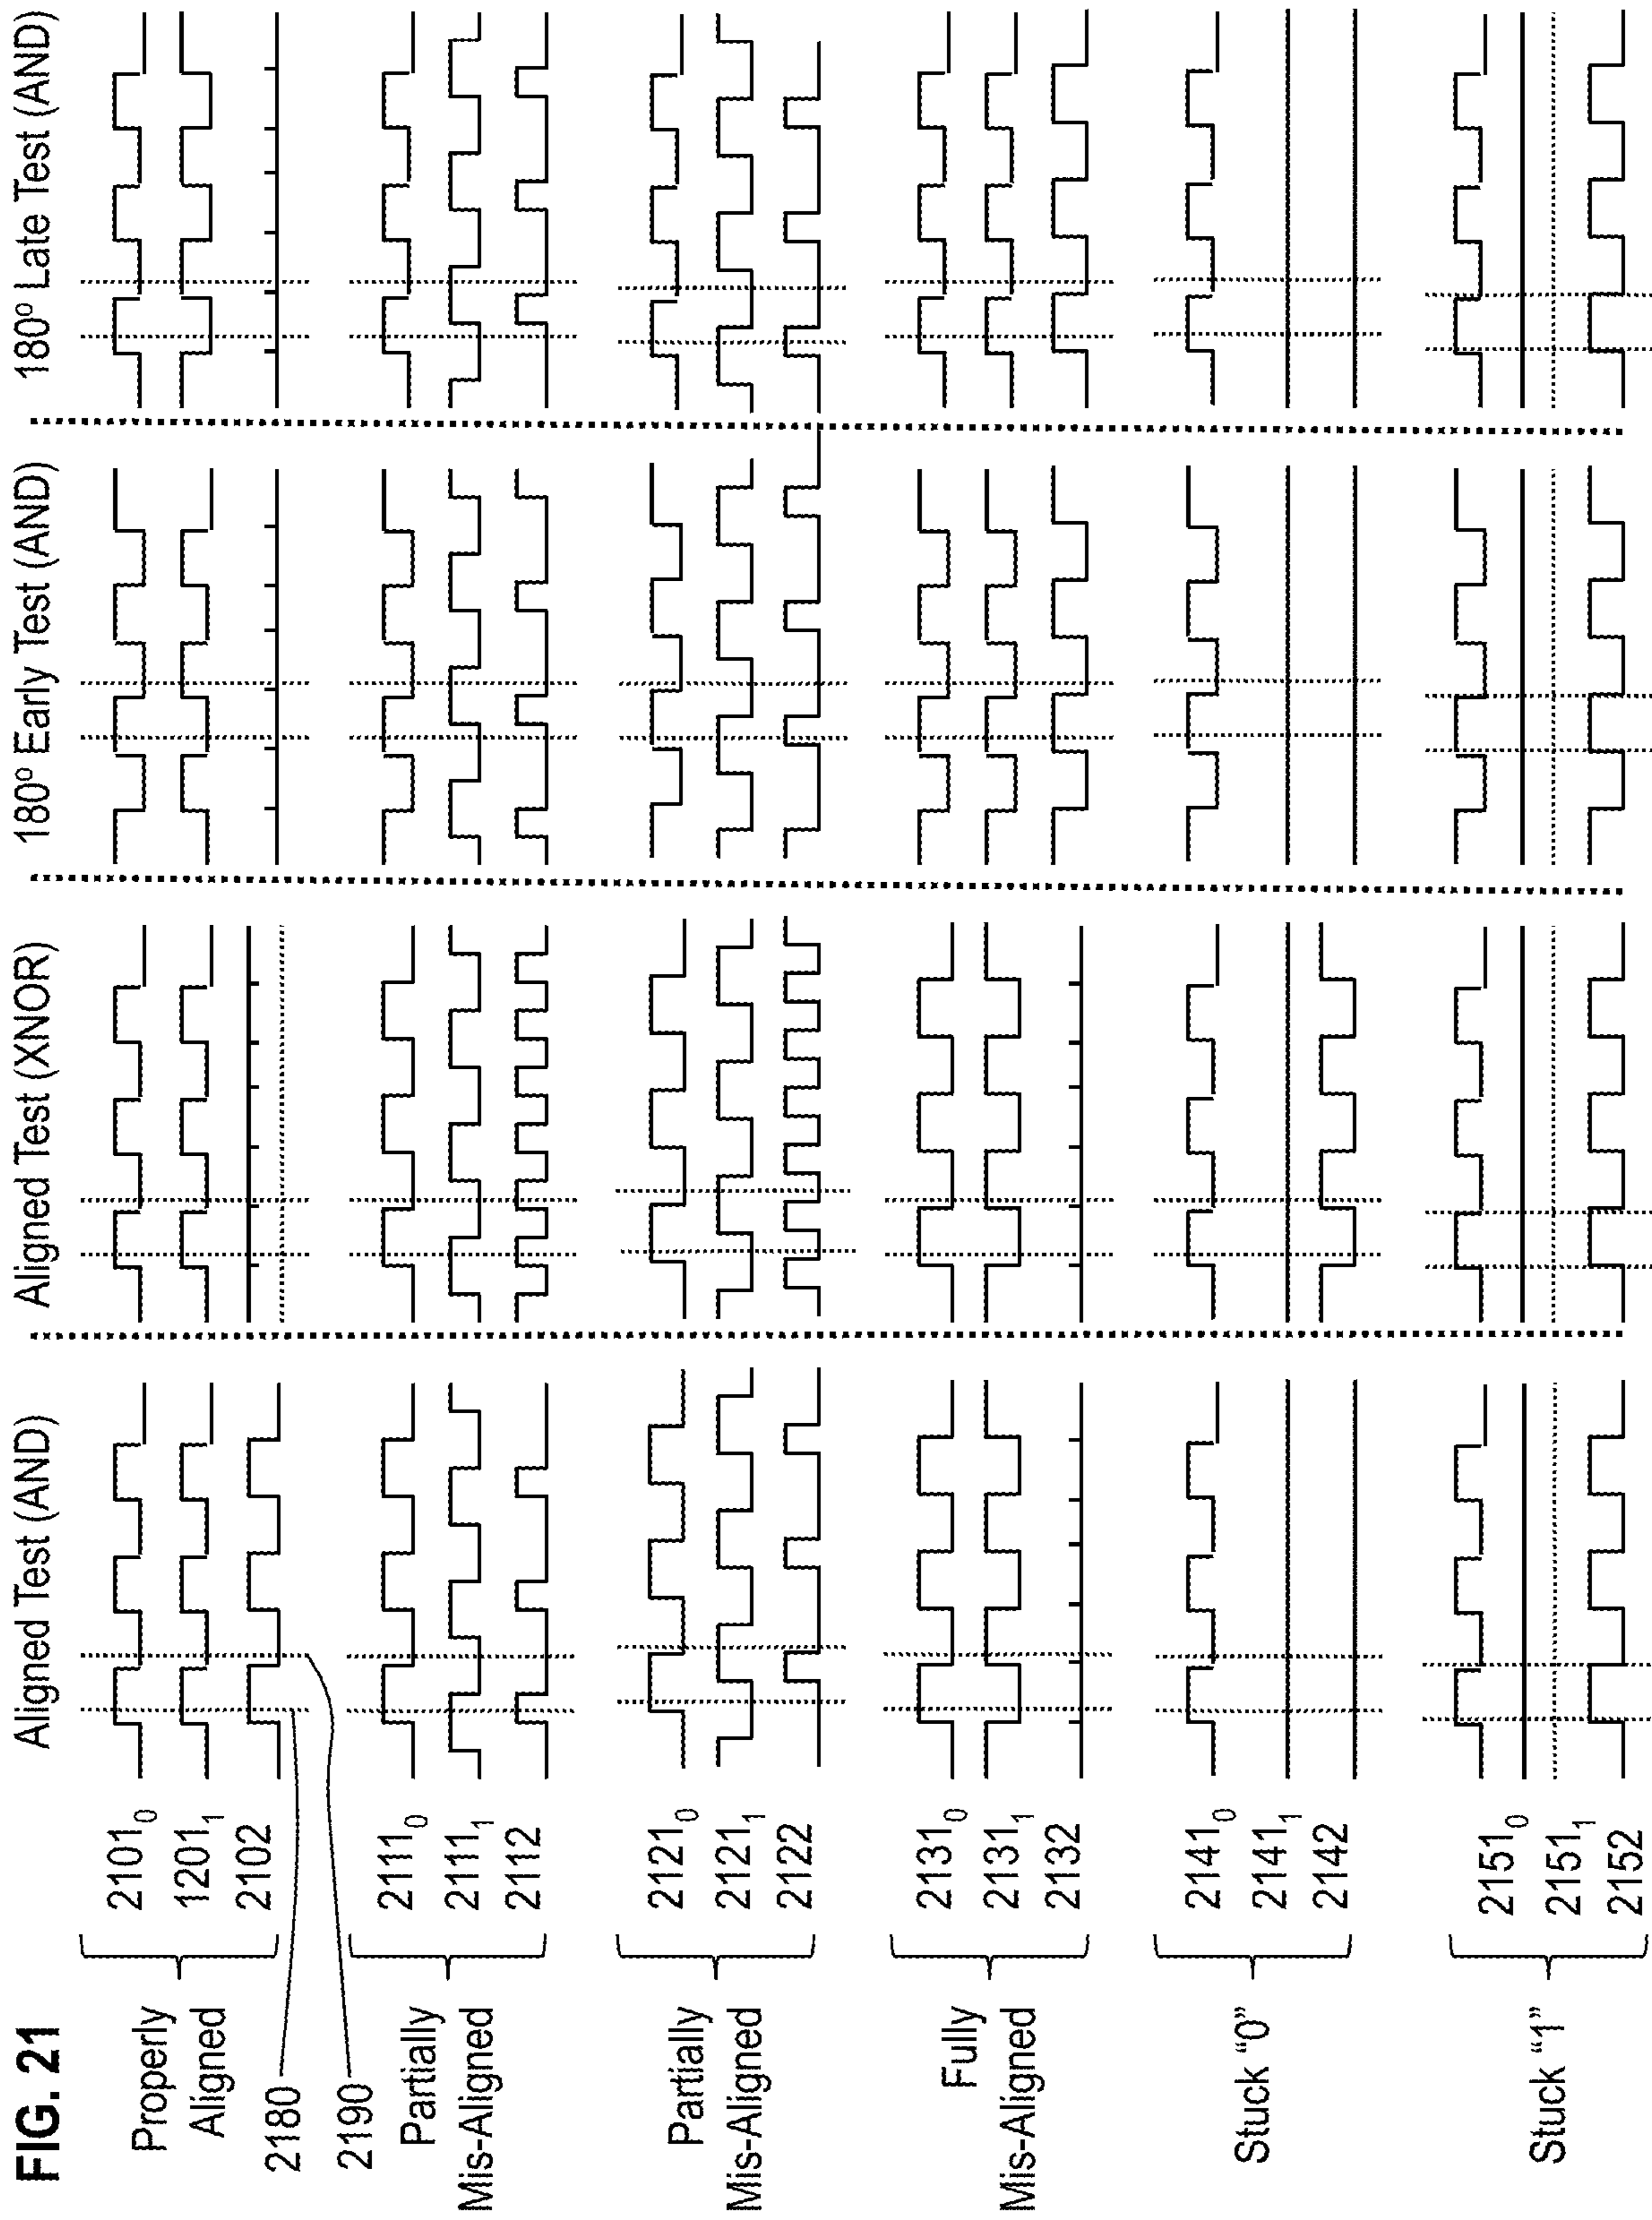 FIG. 21
Aligned Test (AND)
Aligned Test (XNOR)
180º Early Test (AND)
180º Late Test (AND)
Properly
Aligned
2101₀
1201₁
2102
2180
2190
Partially
Mis-Aligned
2111₀
2111₁
2112
Partially
Mis-Aligned
2121₀
2121₁
2122
Fully
Mis-Aligned
2131₀
2131₁
2132
Stuck “0”
2141₀
2141₁
2142
Stuck “1”
2151₀
2151₁
2152